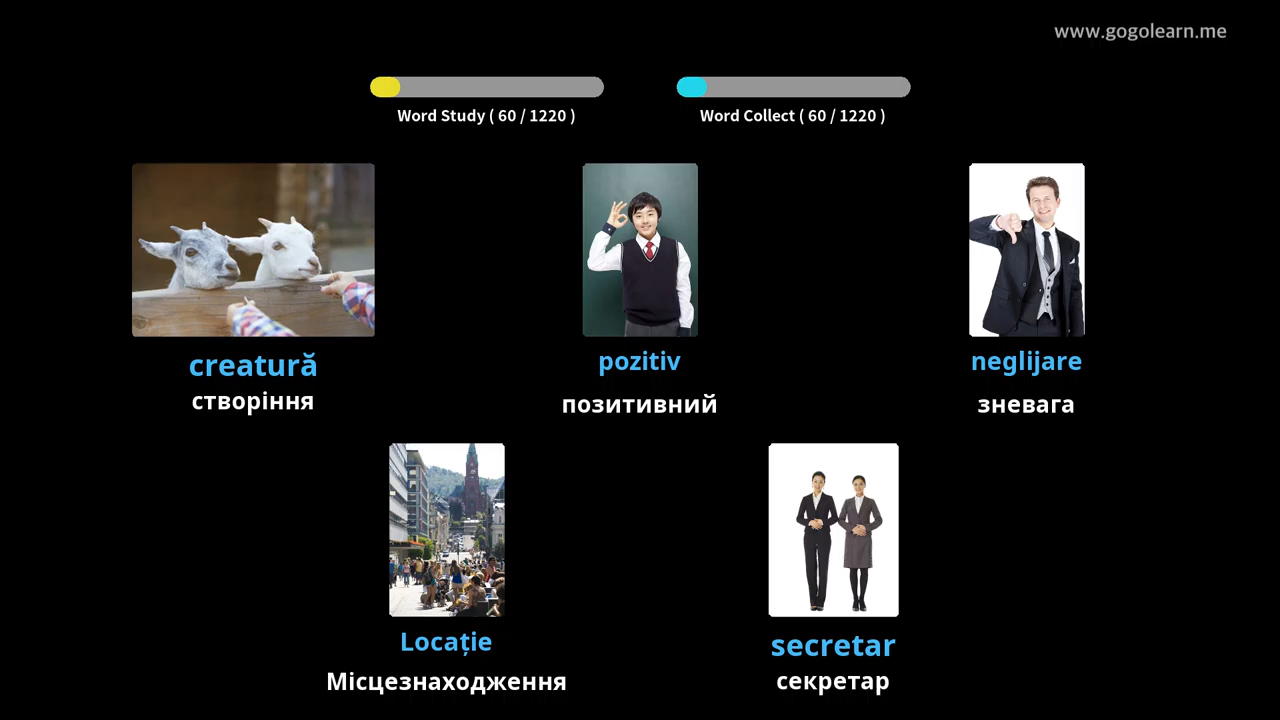 www.gogolearn.me
Word Study ( 60 / 1220 )
Word Collect ( 60 / 1220 )
creatură
створіння
pozitiv
позитивний
neglijare
зневага
Locație
Місцезнаходження
secretar
секретар